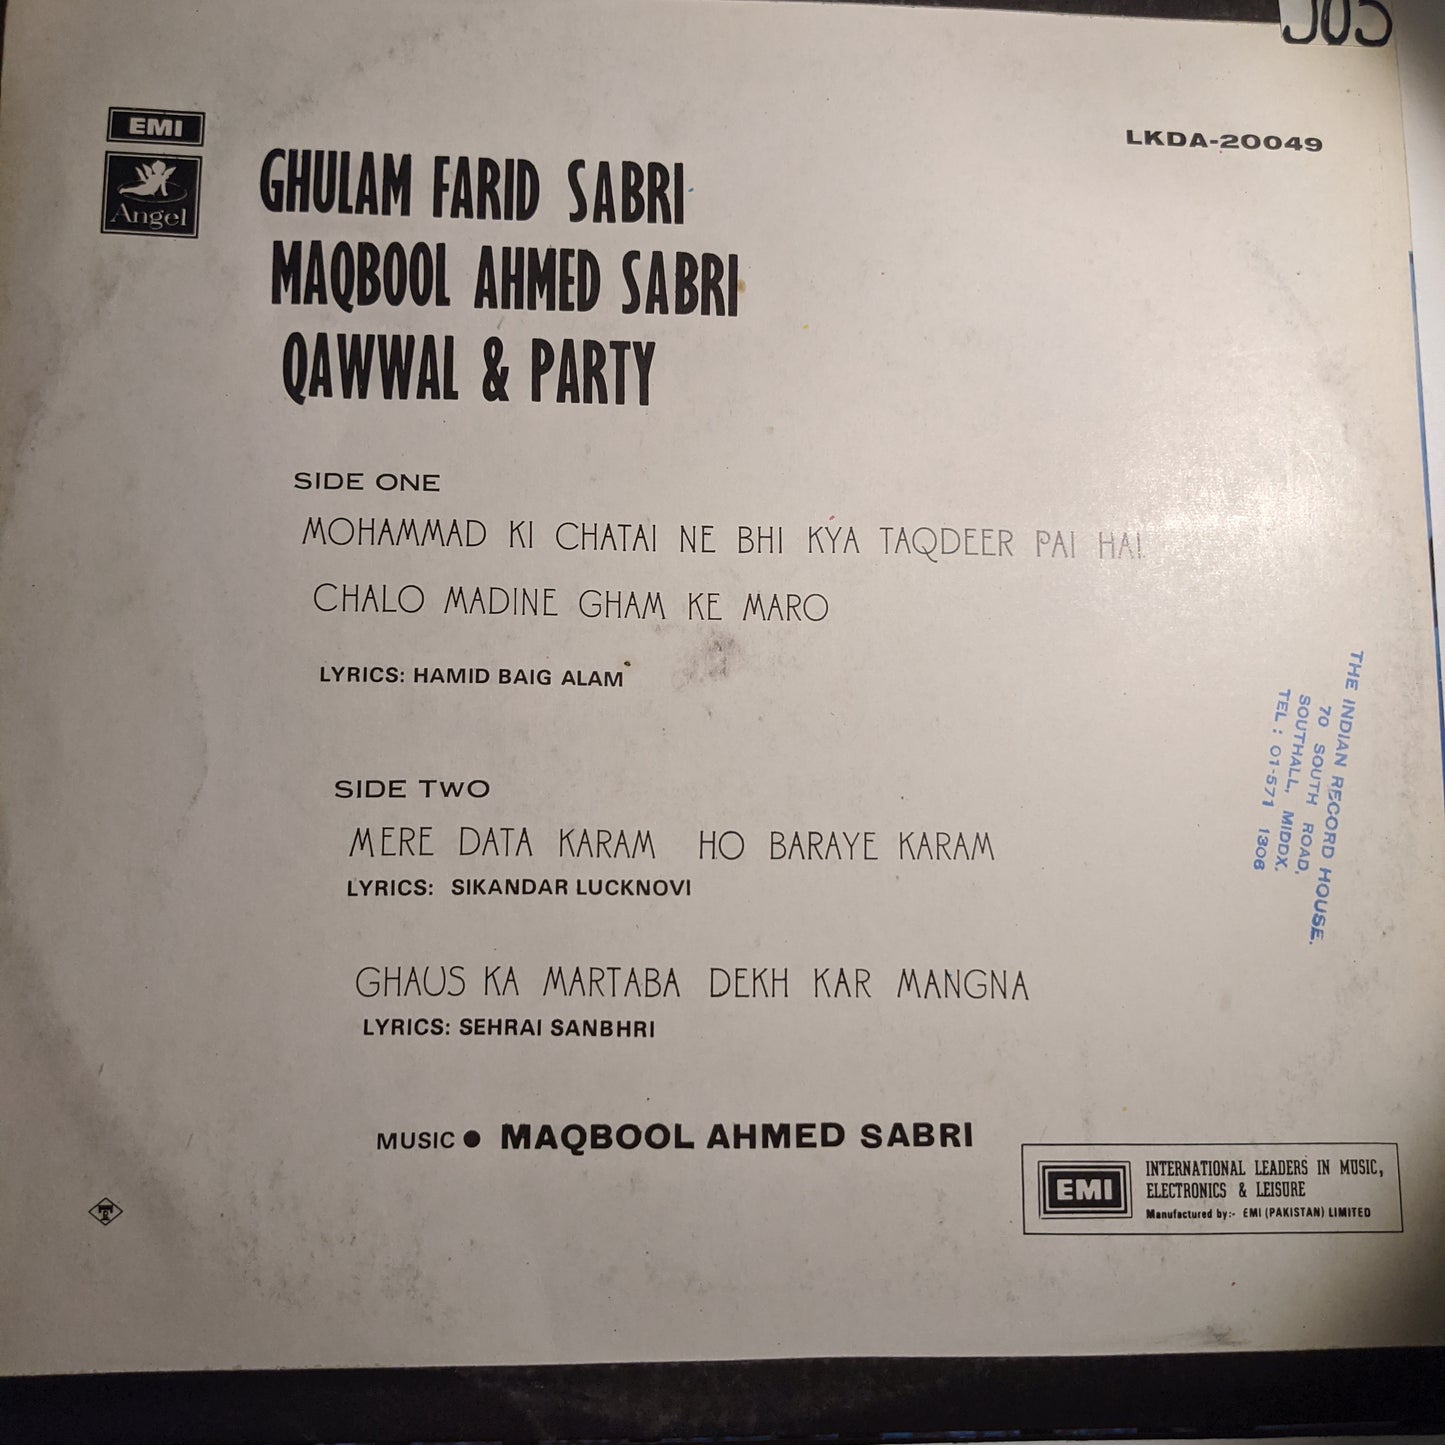 305
EMI
Angel
LKDA-20049
GHULAM FARID SABRI
MAQBOOL AHMED SABRI
QAWWAL & PARTY
SIDE ONE
MOHAMMAD KI CHATAI NE BHI KYA TAQDEER PAI HAI
CHALO MADINE GHAM KE MARO
LYRICS: HAMID BAIG ALAM
SIDE TWO
MERE DATA KARAM HO BARAYE KARAM
LYRICS: SIKANDAR LUCKNOVI
GHAUS KA MARTABA DEKH KAR MANGNA
LYRICS: SEHRAI SANBHRI
MUSIC ● MAQBOOL AHMED SABRI
THE INDIAN RECORD HOUSE.
70 SOUTH ROAD,
SOUTHALL, MIDDX.
TEL: 01-571 1306
EMI
INTERNATIONAL LEADERS IN MUSIC,
ELECTRONICS & LEISURE
Manufactured by:- EMI (PAKISTAN) LIMITED